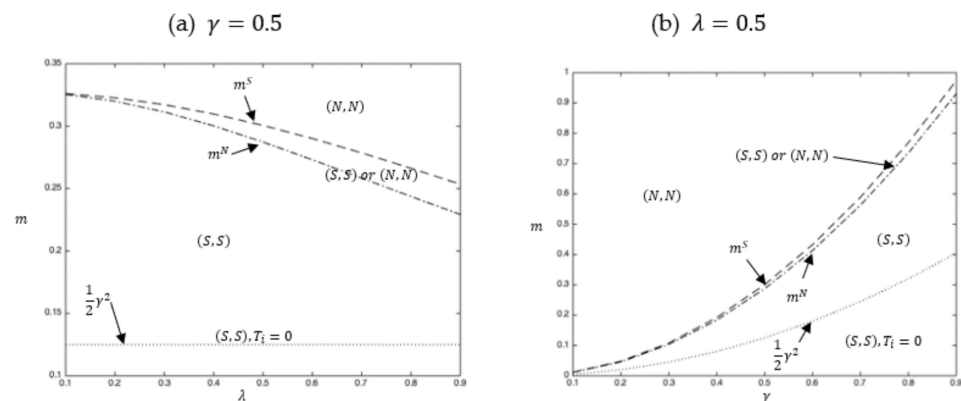 (a) γ = 0.5
0.35
0.3
0.25
0.2
0.15
0.1
m
m^S
(N,N)
m^N
(S,S) or (N,N)
(S,S)
1/2 γ²
(S,S), T_i = 0
0.1 0.2 0.3 0.4 0.5 0.6 0.7 0.8 0.9
λ
(b) λ = 0.5
1
0.9
0.8
0.7
0.6
0.5
0.4
0.3
0.2
0.1
0
m
(S,S) or (N,N)
(N,N)
(S,S)
m^S
m^N
1/2 γ²
(S,S), T_i = 0
0.1 0.2 0.3 0.4 0.5 0.6 0.7 0.8 0.9
γ